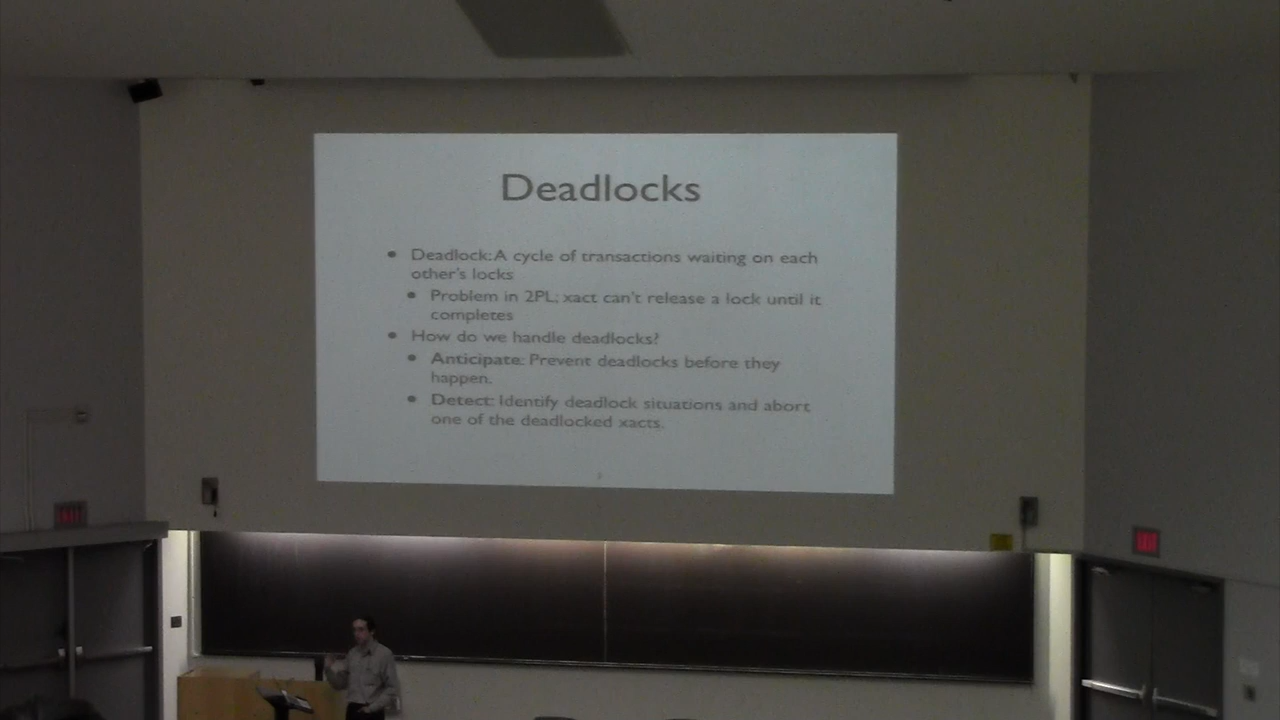 Deadlocks
• Deadlock: A cycle of transactions waiting on each
other's locks
• Problem in 2PL; xact can't release a lock until it
completes
• How do we handle deadlocks?
• Anticipate: Prevent deadlocks before they
happen.
• Detect: Identify deadlock situations and abort
one of the deadlocked xacts.
EXIT
EXIT